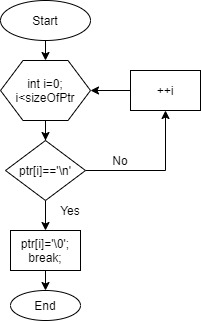 Start
int i=0;
i<sizeOfPtr
++i
ptr[i]=='\n'
No
Yes
ptr[i]='\0';
break;
End